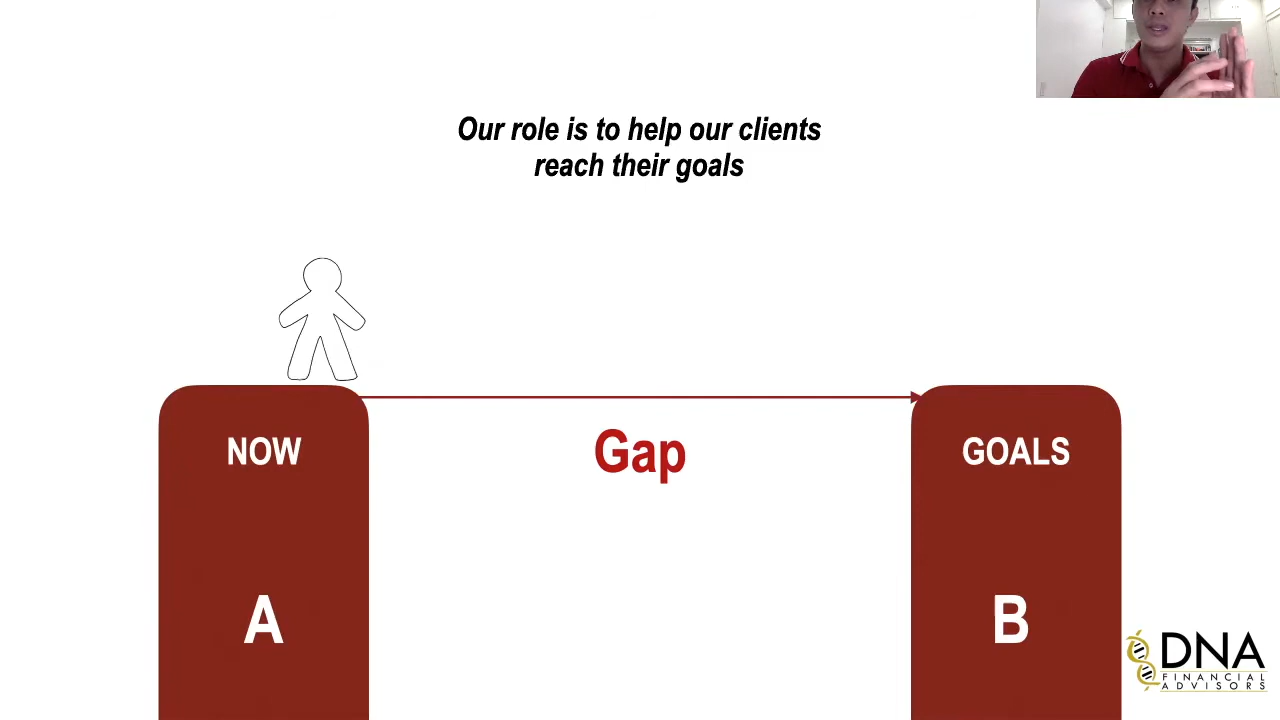 Our role is to help our clients
reach their goals
NOW
Gap
GOALS
A
B
DNA
FINANCIAL
ADVISORS